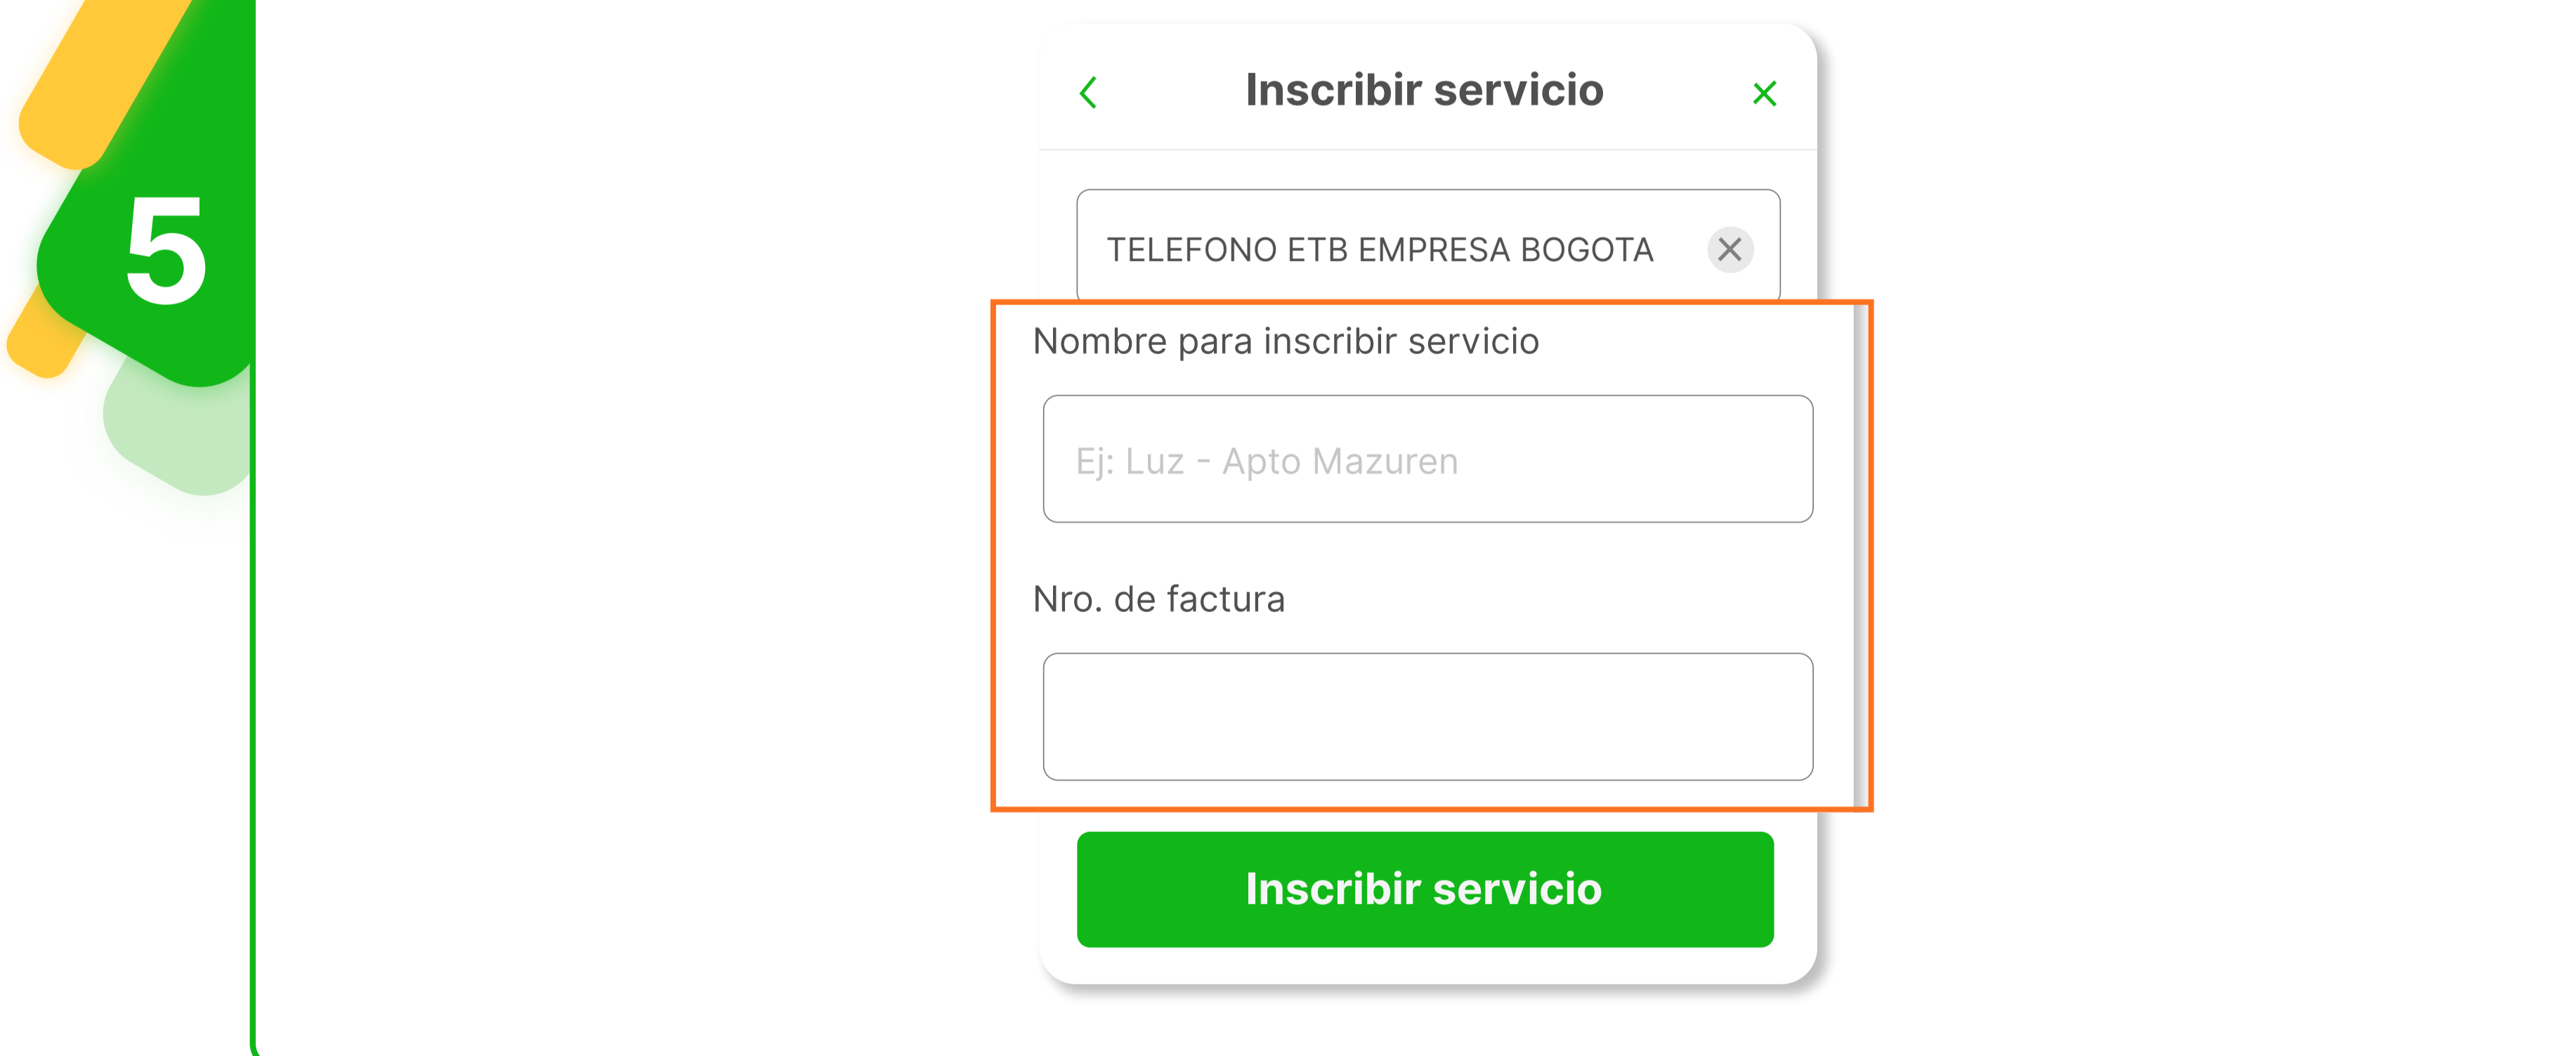 5
Inscribir servicio
TELEFONO ETB EMPRESA BOGOTA
Nombre para inscribir servicio
Ej: Luz - Apto Mazuren
Nro. de factura
Inscribir servicio